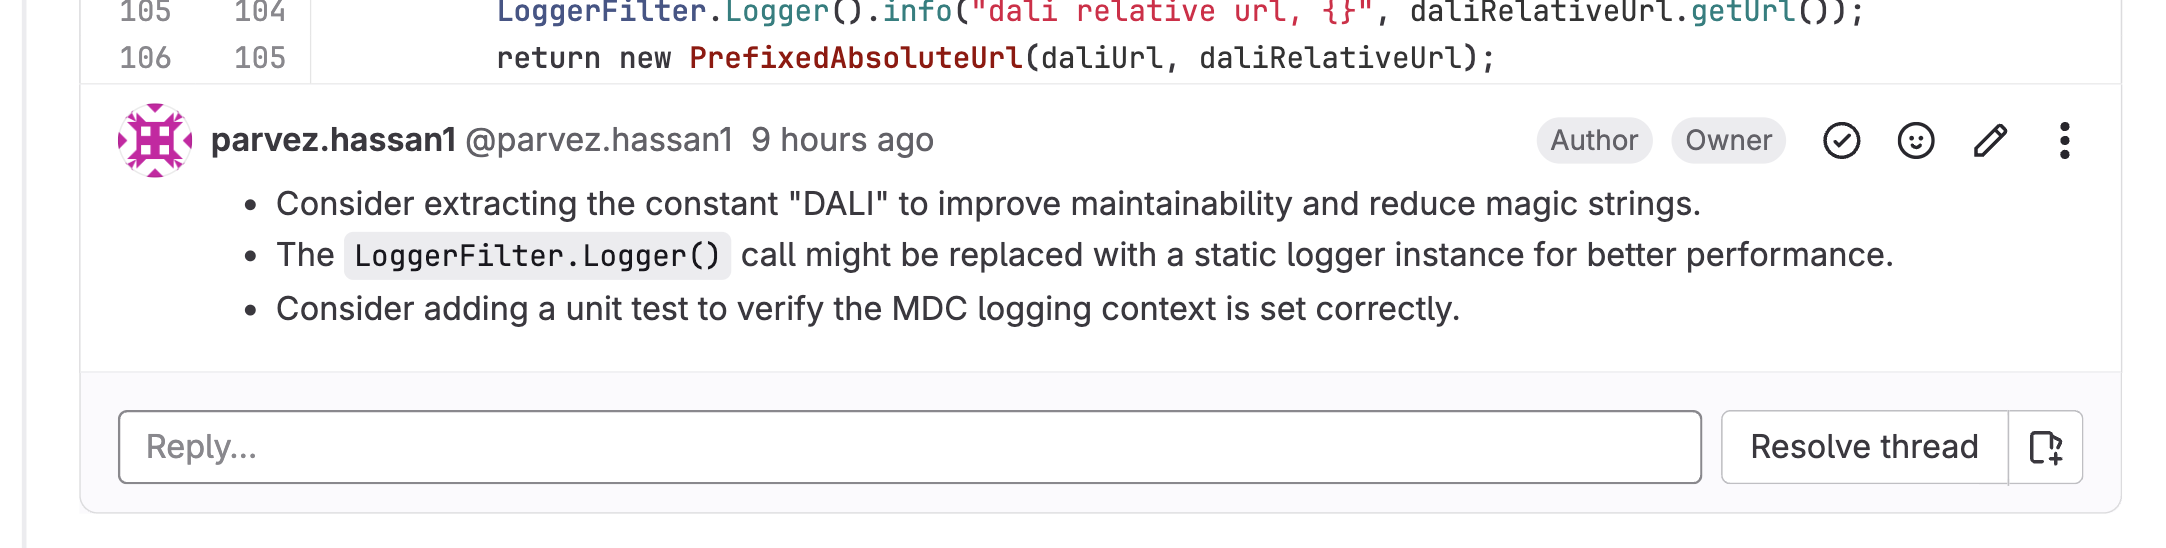 105 104 LoggerFilter.Logger().info("dali relative url, {}", daliRelativeUrl.getUrl());
106 105 return new PrefixedAbsoluteUrl(daliUrl, daliRelativeUrl);
parvez.hassan1 @parvez.hassan1 9 hours ago Author Owner
• Consider extracting the constant "DALI" to improve maintainability and reduce magic strings.
• The LoggerFilter.Logger() call might be replaced with a static logger instance for better performance.
• Consider adding a unit test to verify the MDC logging context is set correctly.
Reply... Resolve thread